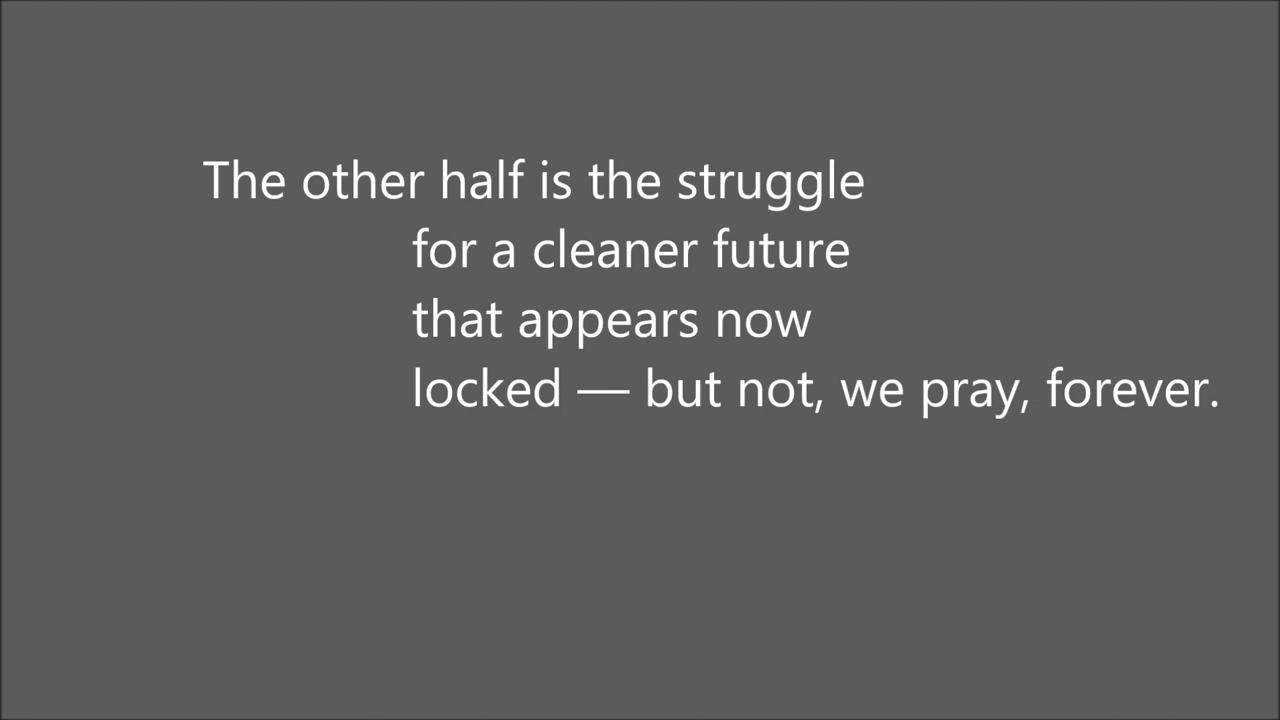 The other half is the struggle
for a cleaner future
that appears now
locked — but not, we pray, forever.